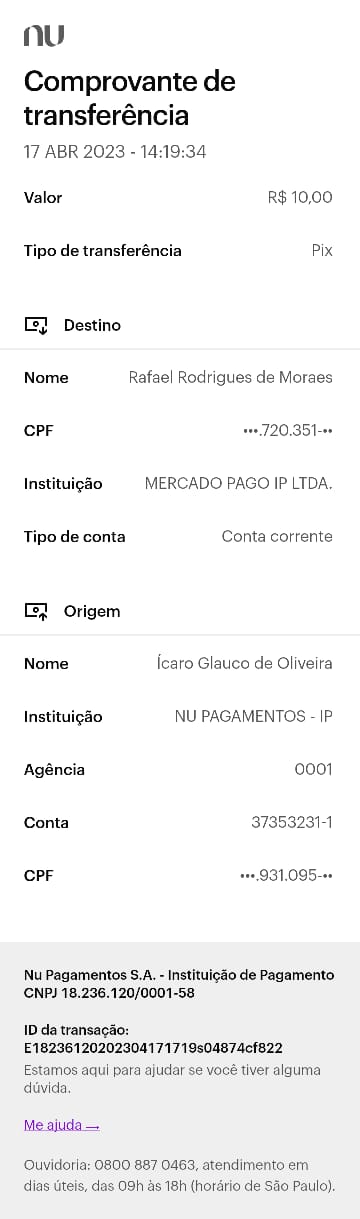 nu
Comprovante de
transferência
17 ABR 2023 - 14:19:34
Valor R$ 10,00
Tipo de transferência Pix
Destino
Nome Rafael Rodrigues de Moraes
CPF •••.720.351-••
Instituição MERCADO PAGO IP LTDA.
Tipo de conta Conta corrente
Origem
Nome Ícaro Glauco de Oliveira
Instituição NU PAGAMENTOS - IP
Agência 0001
Conta 37353231-1
CPF •••.931.095-••
Nu Pagamentos S.A. - Instituição de Pagamento
CNPJ 18.236.120/0001-58
ID da transação:
E18236120202304171719s04874cf822
Estamos aqui para ajudar se você tiver alguma
dúvida.
Me ajuda →
Ouvidoria: 0800 887 0463, atendimento em
dias úteis, das 09h às 18h (horário de São Paulo).